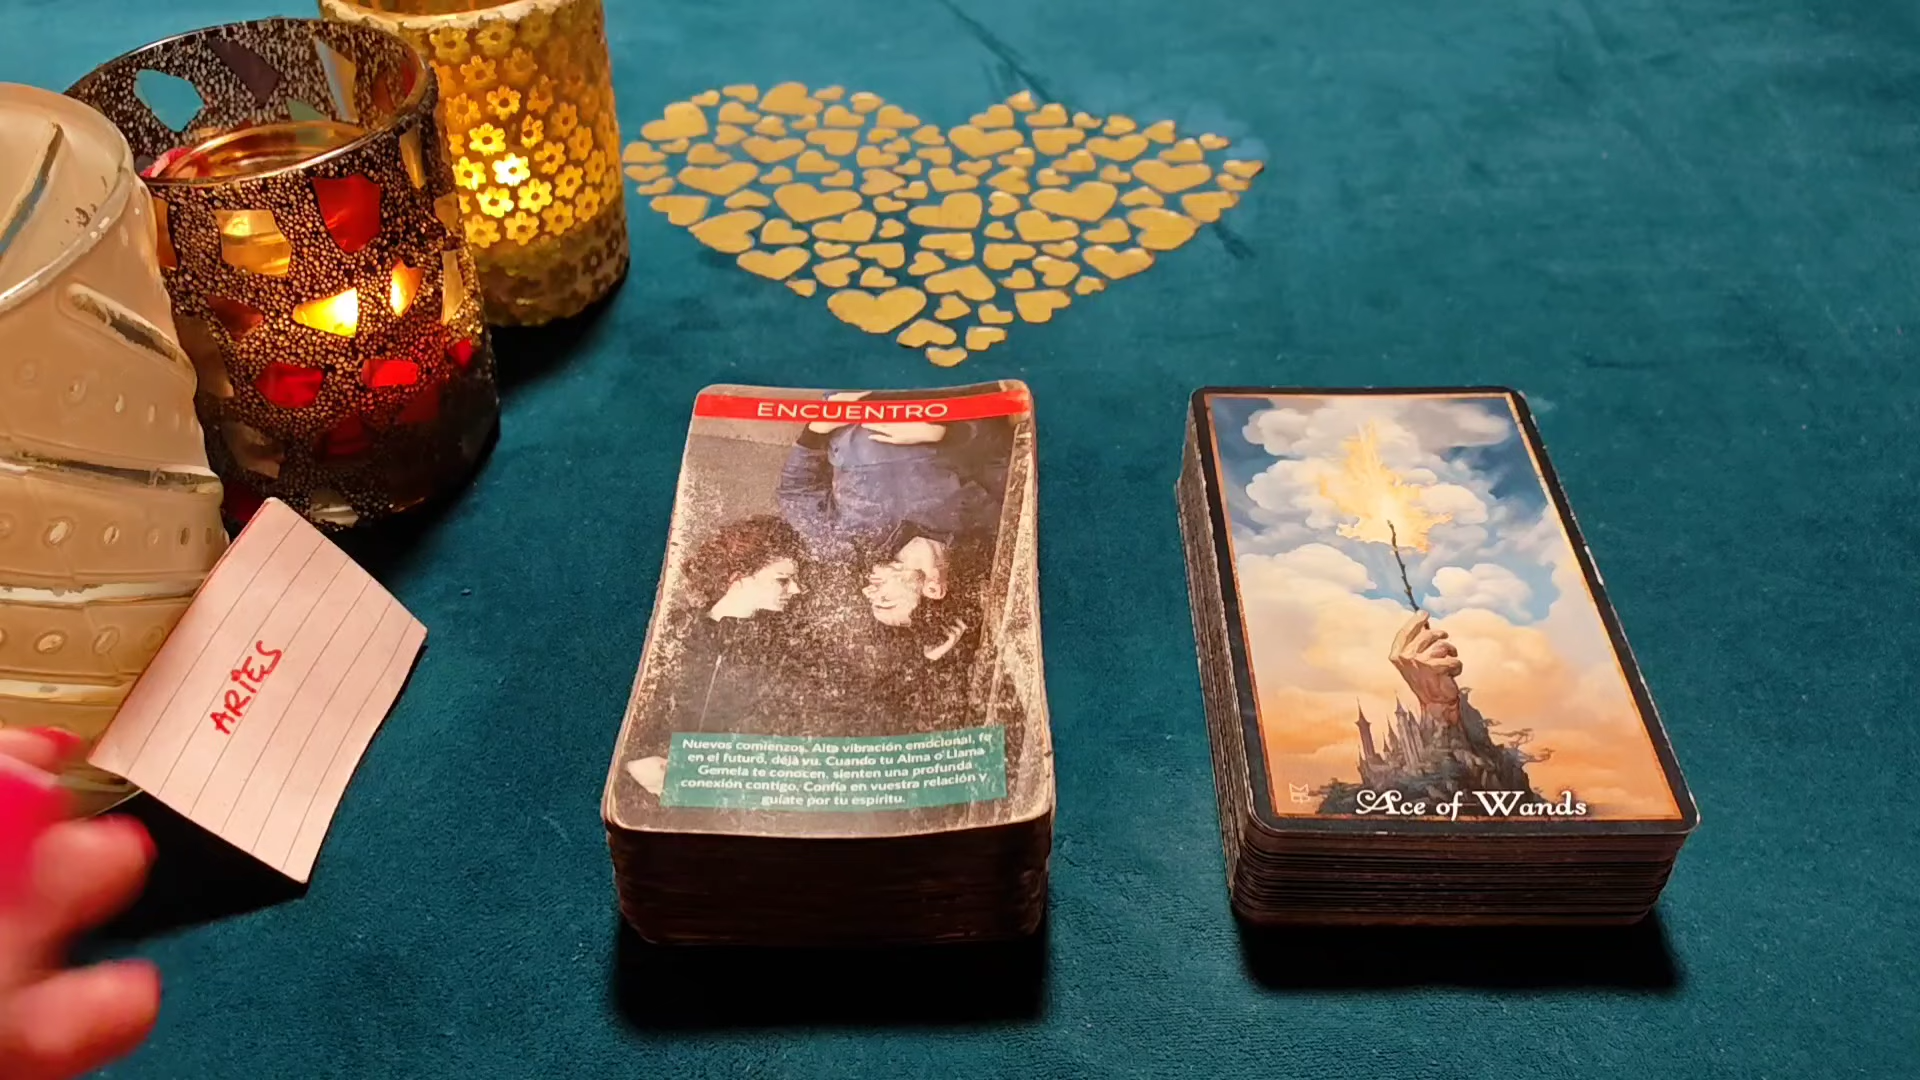 ENCUENTRO
Nuevos comienzos. Alta vibración emocional, fe
en el futuro, déjà vu. Cuando tu Alma o Llama
Gemela te conocen, sienten una profunda
conexión contigo. Confía en vuestra relación y
guíate por tu espíritu.
Ace of Wands
ARIES